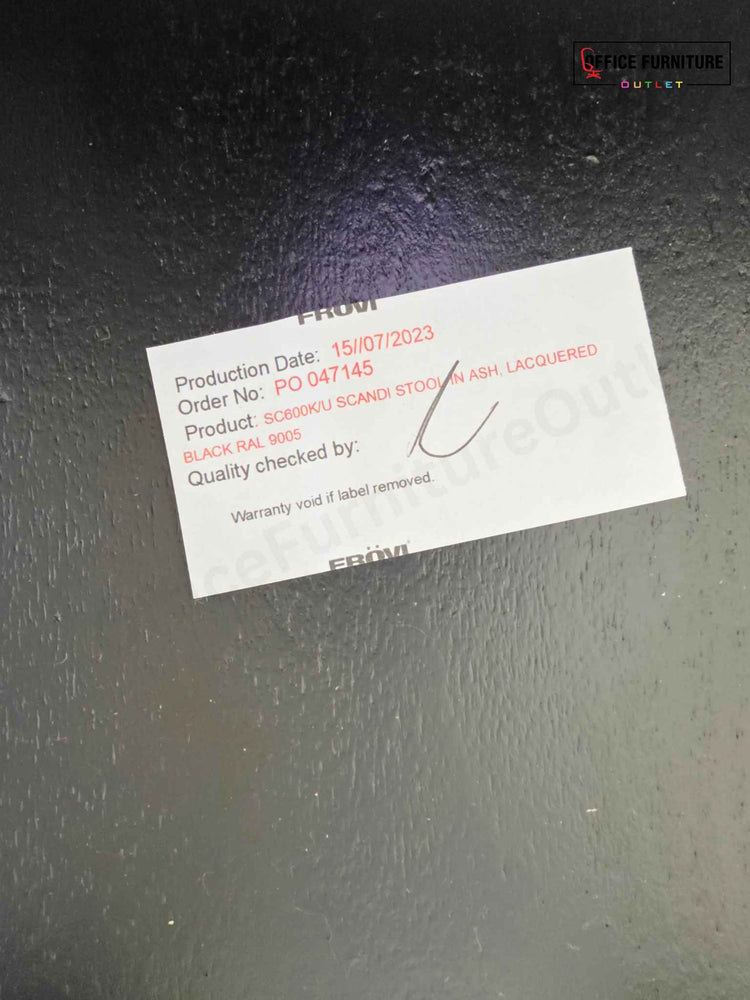 OFFICE FURNITURE
OUTLET
FRÖVI
Production Date: 15//07/2023
Order No: PO 047145
Product: SC600K/U SCANDI STOOL IN ASH, LACQUERED
BLACK RAL 9005
Quality checked by:
Warranty void if label removed.
FRÖVI